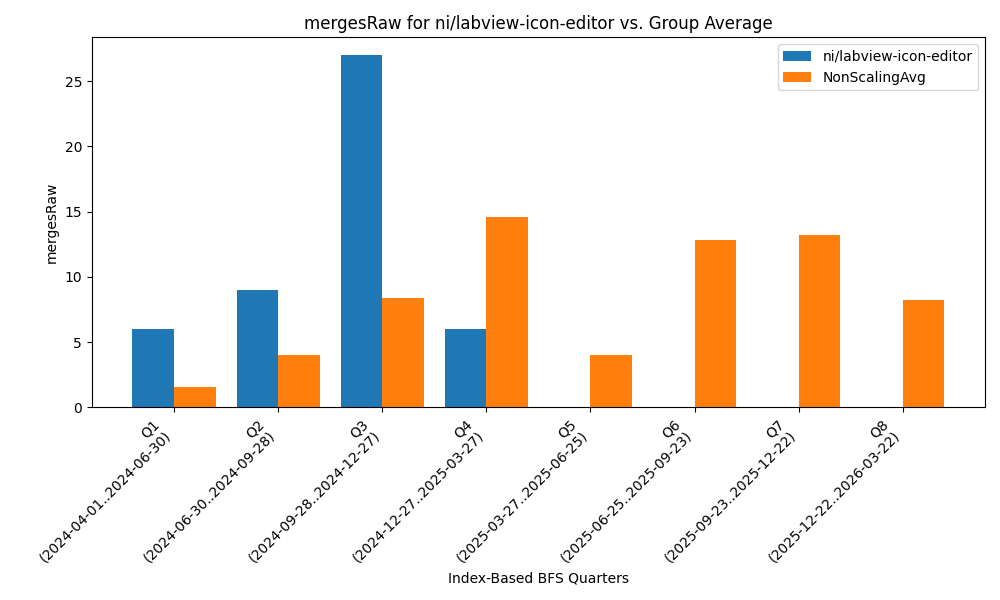 mergesRaw for ni/labview-icon-editor vs. Group Average
ni/labview-icon-editor
NonScalingAvg
mergesRaw
25
20
15
10
5
0
Q1
(2024-04-01..2024-06-30)
Q2
(2024-06-30..2024-09-28)
Q3
(2024-09-28..2024-12-27)
Q4
(2024-12-27..2025-03-27)
Q5
(2025-03-27..2025-06-25)
Q6
(2025-06-25..2025-09-23)
Q7
(2025-09-23..2025-12-22)
Q8
(2025-12-22..2026-03-22)
Index-Based BFS Quarters